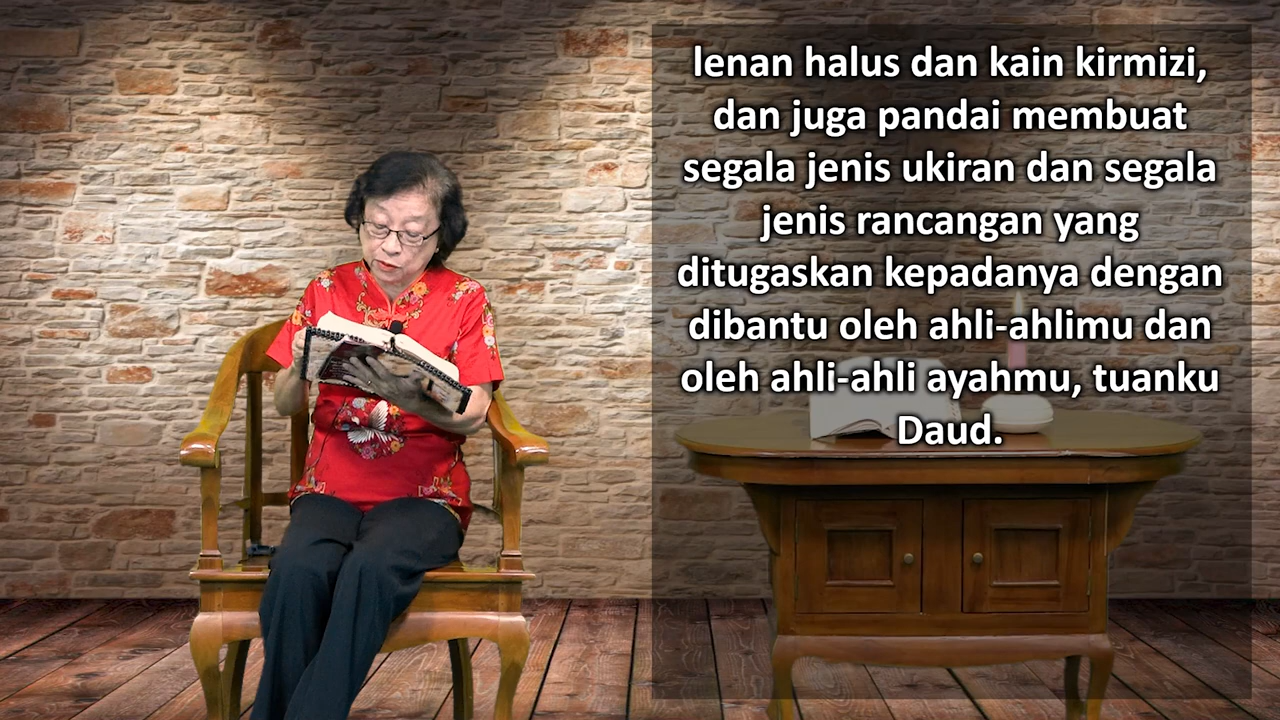 lenan halus dan kain kirmizi,
dan juga pandai membuat
segala jenis ukiran dan segala
jenis rancangan yang
ditugaskan kepadanya dengan
dibantu oleh ahli-ahlimu dan
oleh ahli-ahli ayahmu, tuanku
Daud.